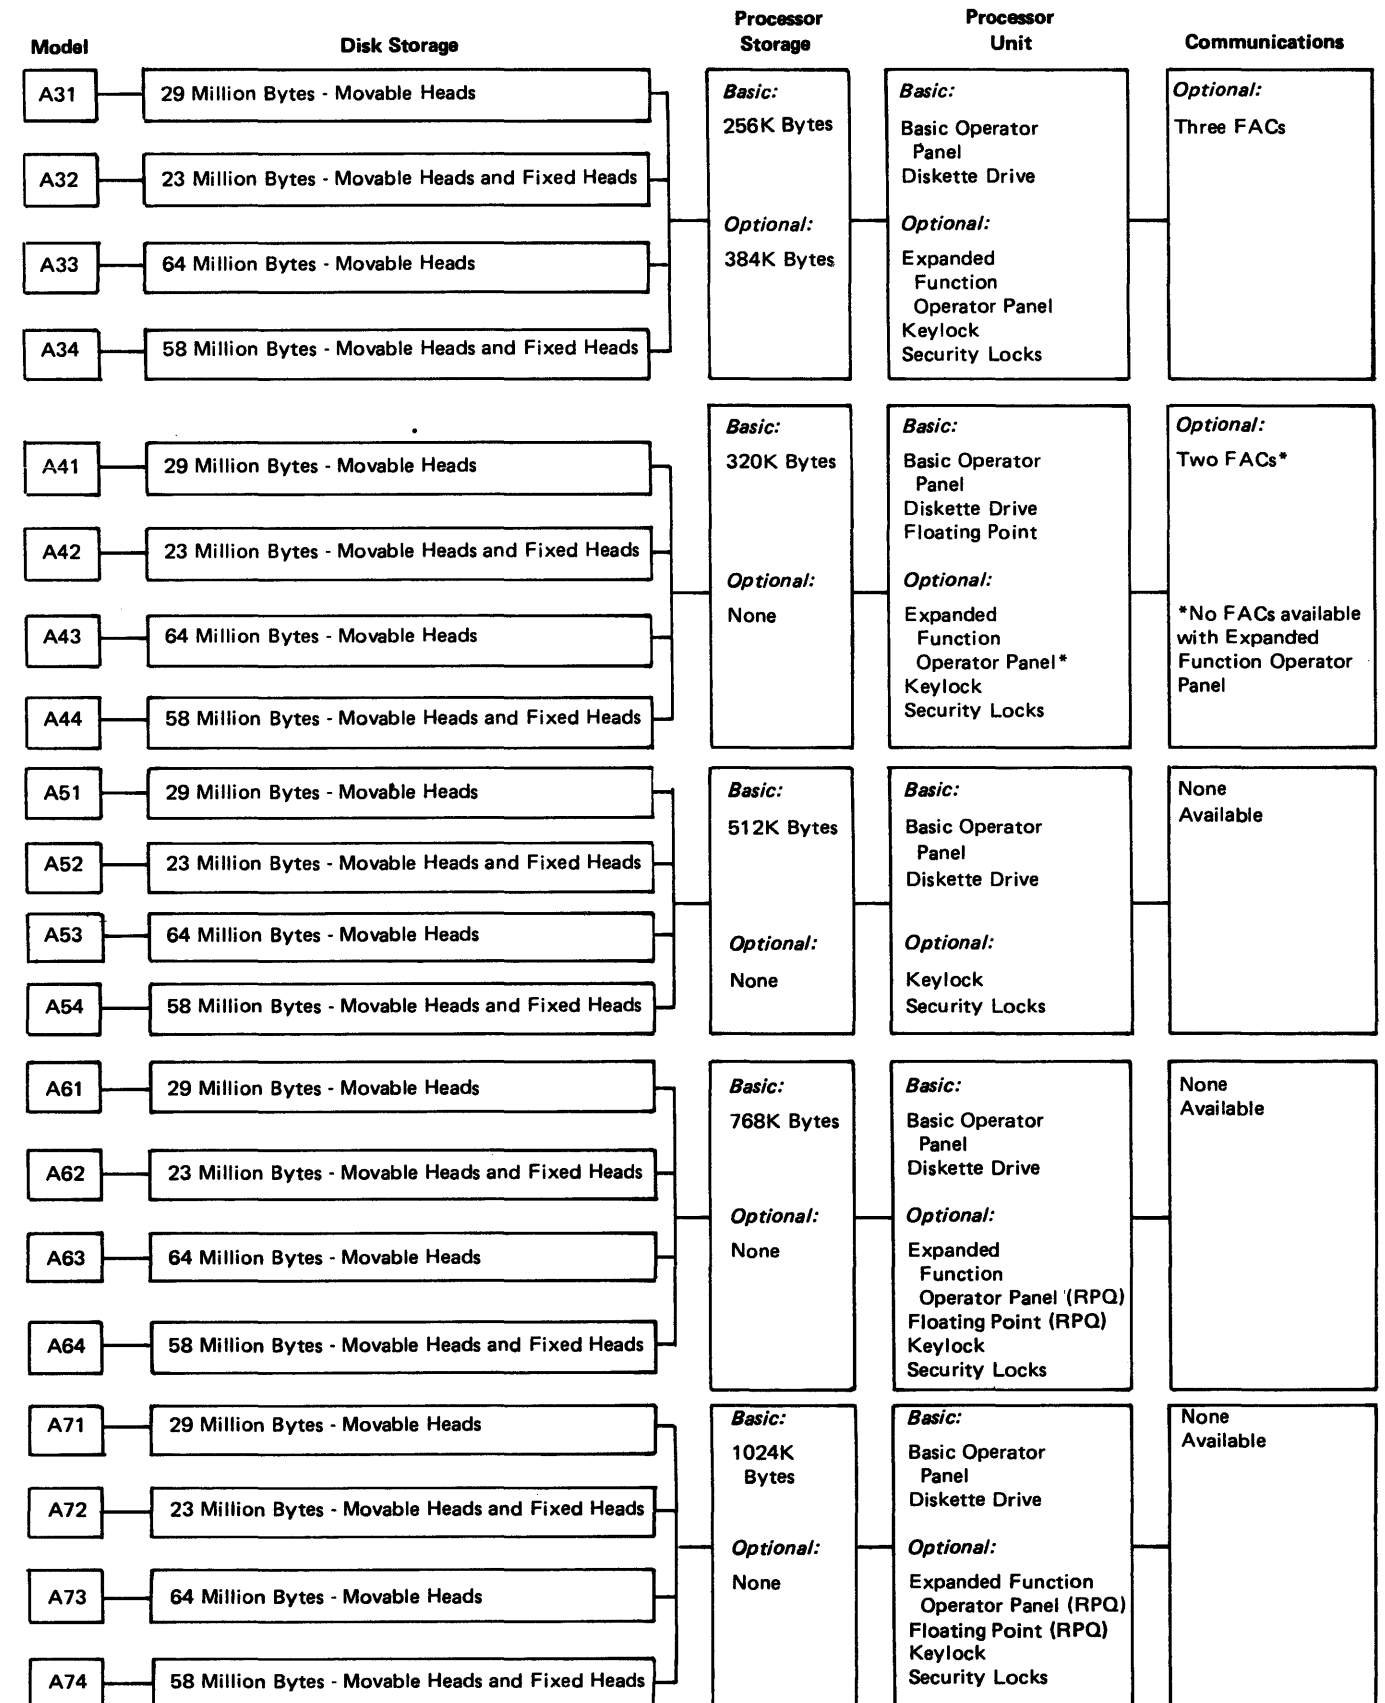 Model
Disk Storage
Processor
Storage
Processor
Unit
Communications
A31
29 Million Bytes - Movable Heads
A32
23 Million Bytes - Movable Heads and Fixed Heads
A33
64 Million Bytes - Movable Heads
A34
58 Million Bytes - Movable Heads and Fixed Heads
Basic:
256K Bytes
Optional:
384K Bytes
Basic:
Basic Operator
Panel
Diskette Drive
Optional:
Expanded
Function
Operator Panel
Keylock
Security Locks
Optional:
Three FACs
A41
29 Million Bytes - Movable Heads
A42
23 Million Bytes - Movable Heads and Fixed Heads
A43
64 Million Bytes - Movable Heads
A44
58 Million Bytes - Movable Heads and Fixed Heads
Basic:
320K Bytes
Optional:
None
Basic:
Basic Operator
Panel
Diskette Drive
Floating Point
Optional:
Expanded
Function
Operator Panel*
Keylock
Security Locks
Optional:
Two FACs*
*No FACs available
with Expanded
Function Operator
Panel
A51
29 Million Bytes - Movable Heads
A52
23 Million Bytes - Movable Heads and Fixed Heads
A53
64 Million Bytes - Movable Heads
A54
58 Million Bytes - Movable Heads and Fixed Heads
Basic:
512K Bytes
Optional:
None
Basic:
Basic Operator
Panel
Diskette Drive
Optional:
Keylock
Security Locks
None
Available
A61
29 Million Bytes - Movable Heads
A62
23 Million Bytes - Movable Heads and Fixed Heads
A63
64 Million Bytes - Movable Heads
A64
58 Million Bytes - Movable Heads and Fixed Heads
Basic:
768K Bytes
Optional:
None
Basic:
Basic Operator
Panel
Diskette Drive
Optional:
Expanded
Function
Operator Panel (RPQ)
Floating Point (RPQ)
Keylock
Security Locks
None
Available
A71
29 Million Bytes - Movable Heads
A72
23 Million Bytes - Movable Heads and Fixed Heads
A73
64 Million Bytes - Movable Heads
A74
58 Million Bytes - Movable Heads and Fixed Heads
Basic:
1024K
Bytes
Optional:
None
Basic:
Basic Operator
Panel
Diskette Drive
Optional:
Expanded Function
Operator Panel (RPQ)
Floating Point (RPQ)
Keylock
Security Locks
None
Available